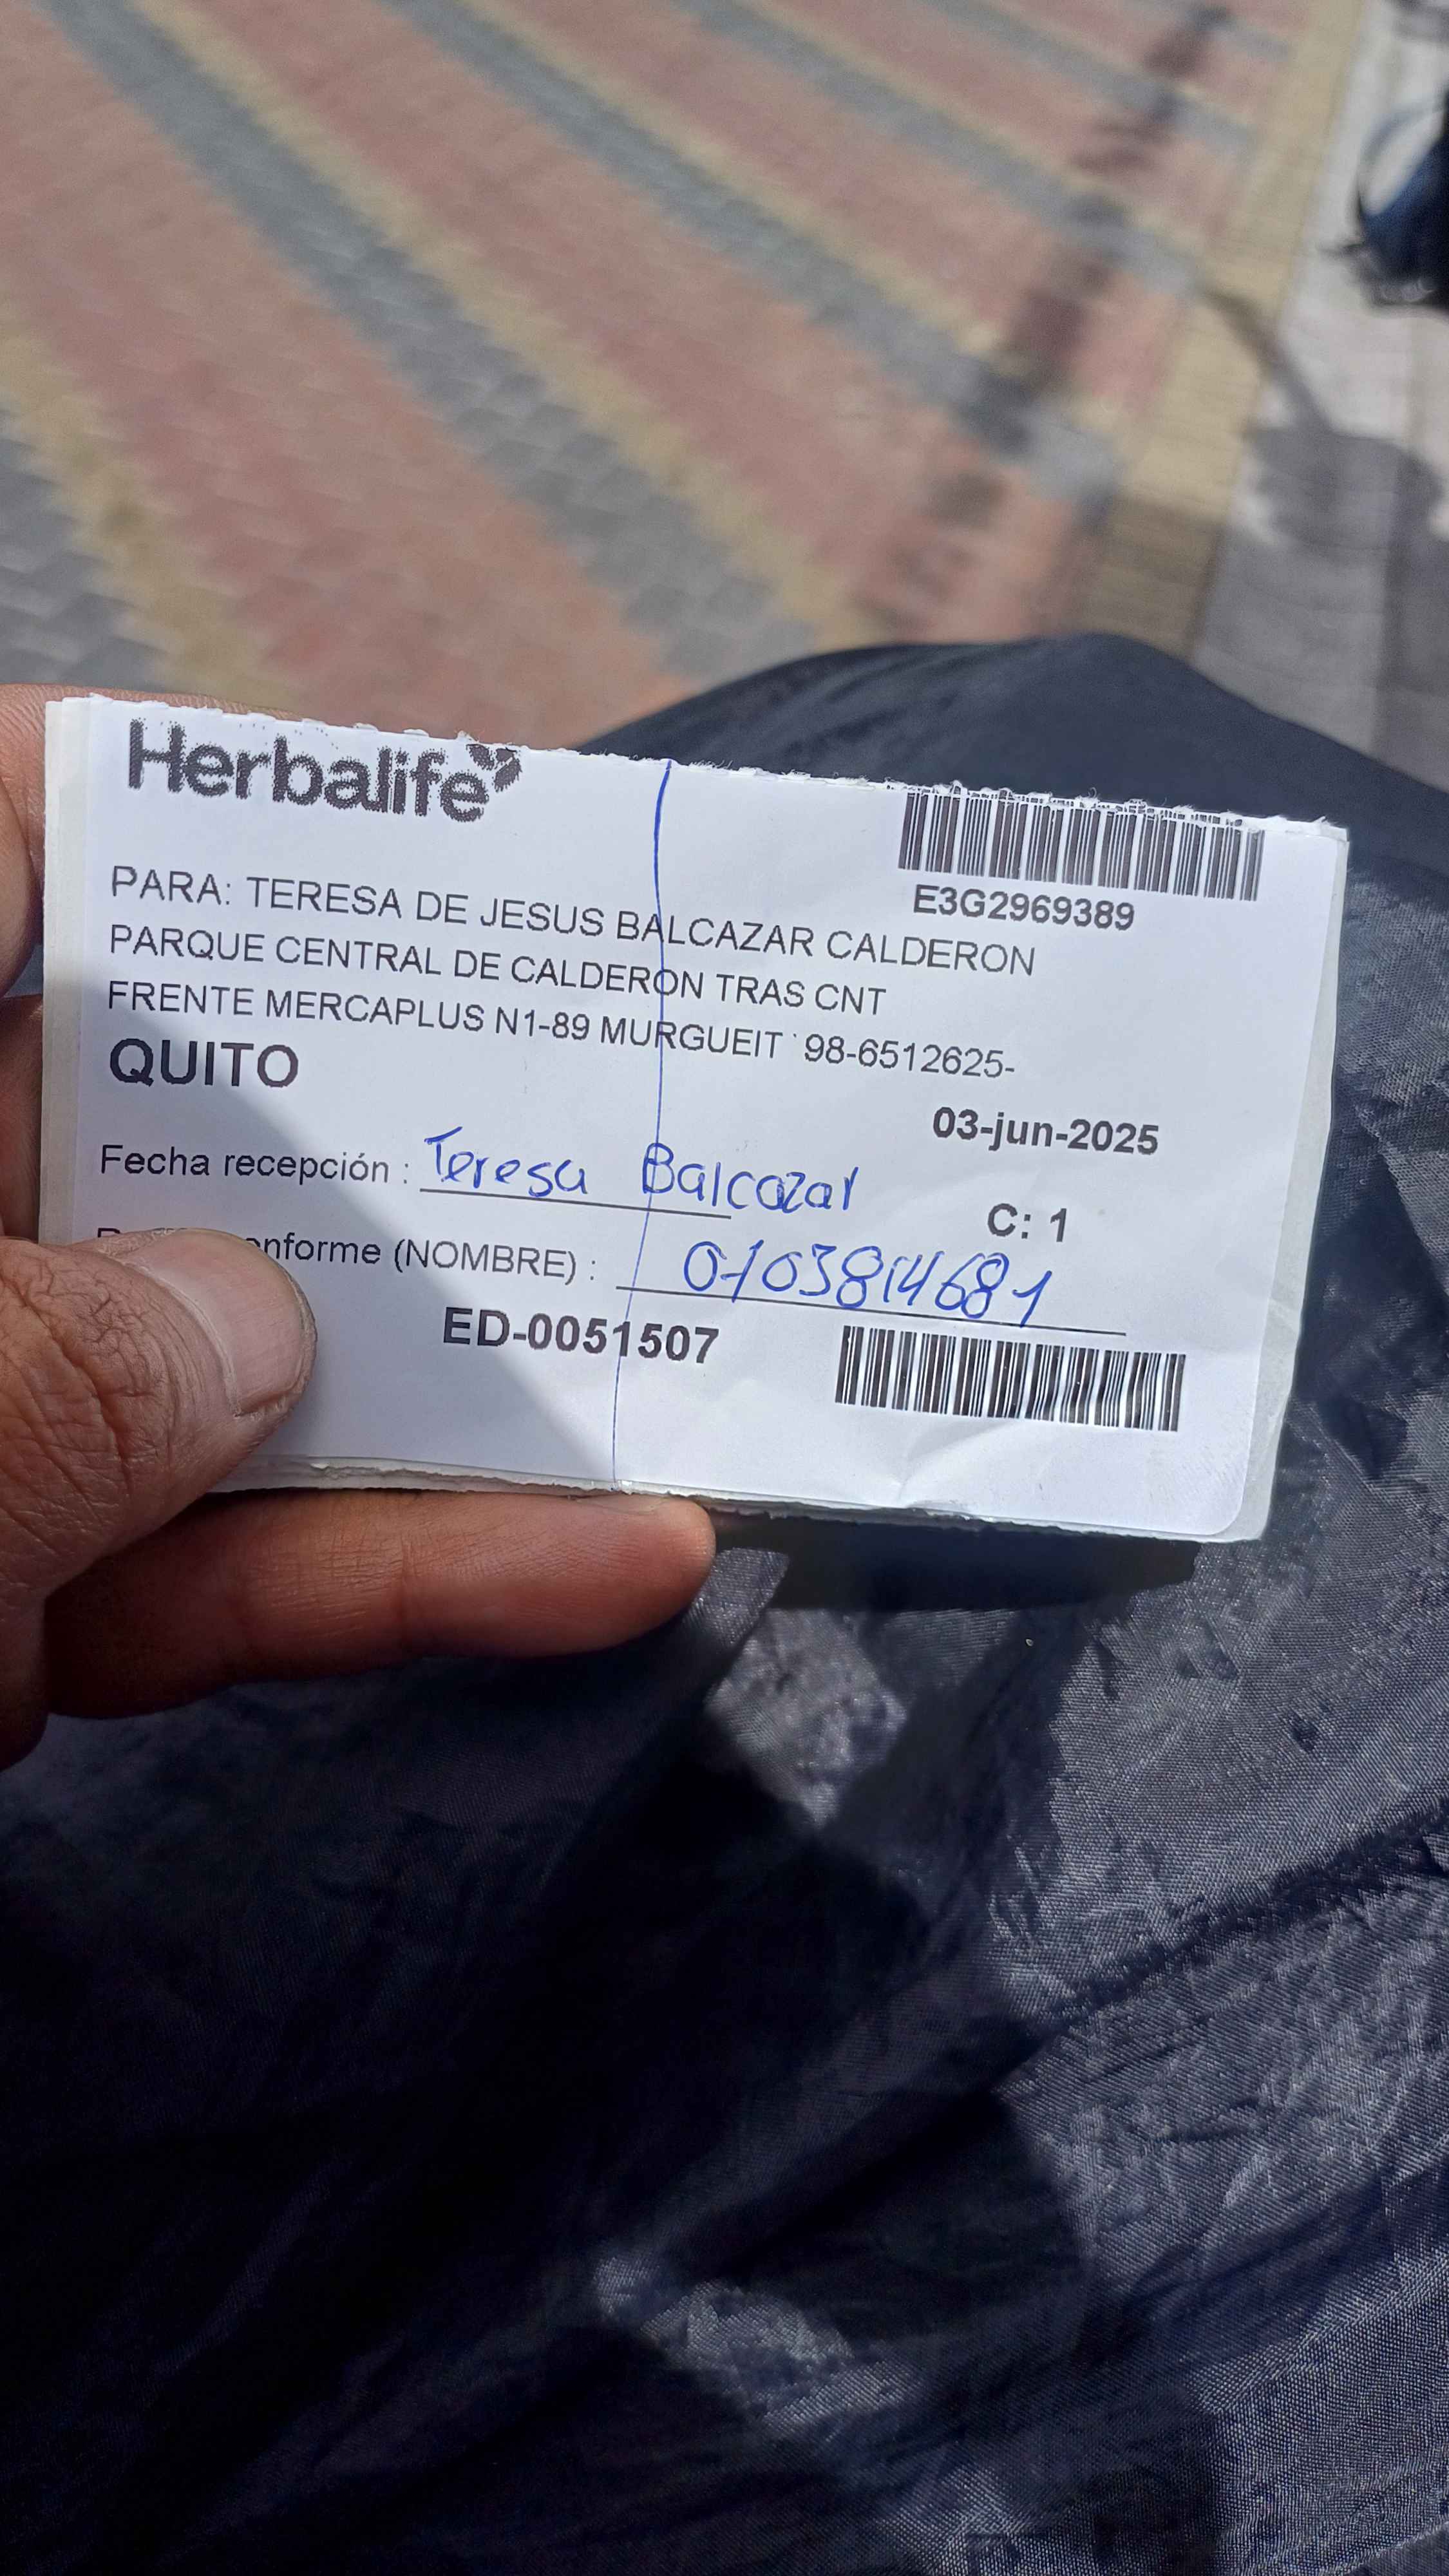 Herbalife
E3G2969389
PARA: TERESA DE JESUS BALCAZAR CALDERON
PARQUE CENTRAL DE CALDERON TRAS CNT
FRENTE MERCAPLUS N1-89 MURGUEIT 98-6512625-
QUITO
03-jun-2025
Fecha recepción : Teresa Balcazar
C: 1
(NOMBRE) : 0103814681
ED-0051507